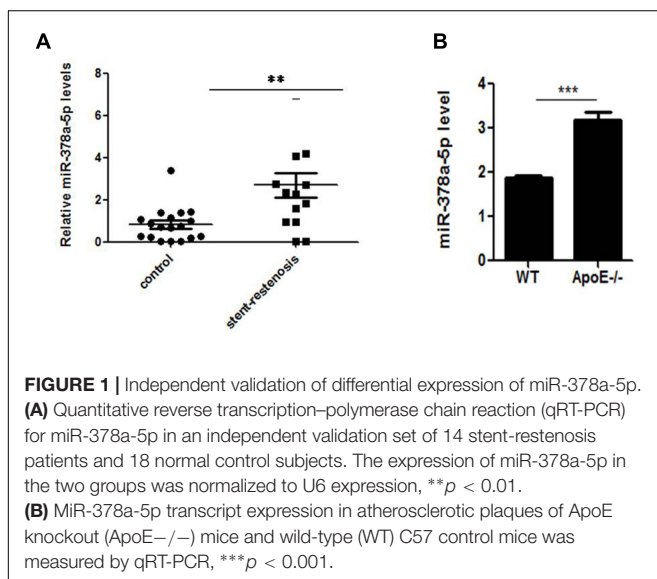 A
Relative miR-378a-5p levels
8
6
4
2
0
**
control
stent-restenosis
B
miR-378a-5p level
4
3
2
1
0
***
WT
ApoE-/-
FIGURE 1 | Independent validation of differential expression of miR-378a-5p.
(A) Quantitative reverse transcription–polymerase chain reaction (qRT-PCR)
for miR-378a-5p in an independent validation set of 14 stent-restenosis
patients and 18 normal control subjects. The expression of miR-378a-5p in
the two groups was normalized to U6 expression, **p < 0.01.
(B) MiR-378a-5p transcript expression in atherosclerotic plaques of ApoE
knockout (ApoE−/−) mice and wild-type (WT) C57 control mice was
measured by qRT-PCR, ***p < 0.001.